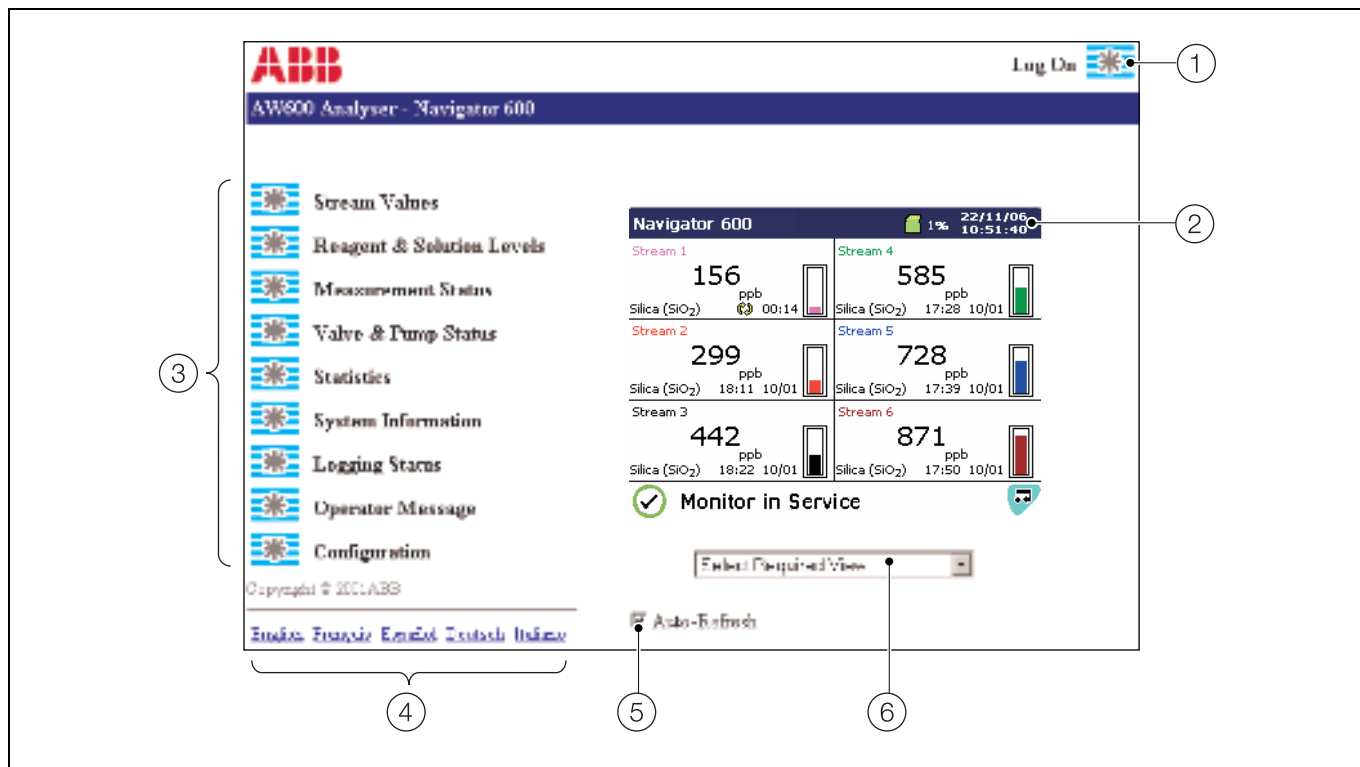 ABB
Log On
1
AW600 Analyser - Navigator 600
Stream Values
Reagent & Solution Levels
Measurement Status
Valve & Pump Status
Statistics
System Information
Logging Status
Operator Message
Configuration
3
Copyright © 2001 ABB
English Français Español Deutsch Italiano
4
Navigator 600 1% 22/11/06
10:51:40
2
Stream 1
156
ppb
Silica (SiO2) 00:14
Stream 4
585
ppb
Silica (SiO2) 17:28 10/01
Stream 2
299
ppb
Silica (SiO2) 18:11 10/01
Stream 5
728
ppb
Silica (SiO2) 17:39 10/01
Stream 3
442
ppb
Silica (SiO2) 18:22 10/01
Stream 6
871
ppb
Silica (SiO2) 17:50 10/01
Monitor in Service
Select Required View
Auto-Refresh
5
6